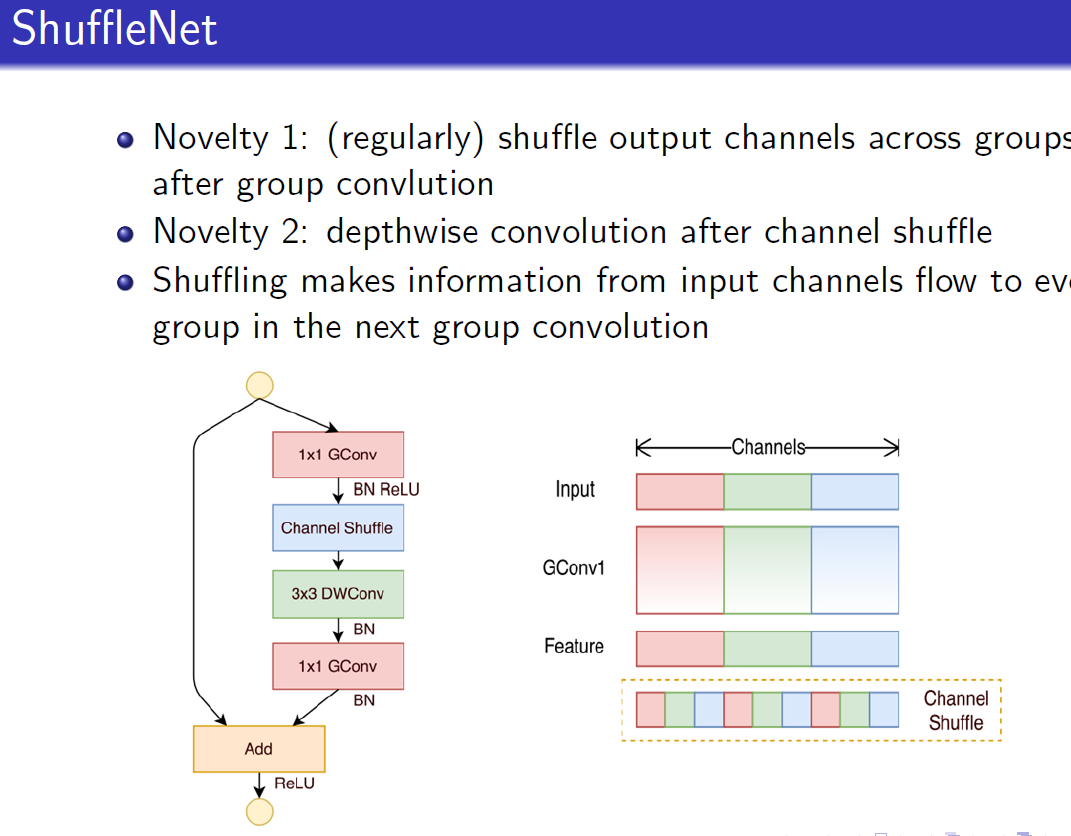 ShuffleNet
Novelty 1: (regularly) shuffle output channels across groups
after group convlution
Novelty 2: depthwise convolution after channel shuffle
Shuffling makes information from input channels flow to
group in the next group convolution
1x1 GConv
BN ReLU
Channel Shuffle
3x3 DWConv
BN
1x1 GConv
BN
Add
ReLU
Channels
Input
GConv1
Feature
Channel
Shuffle